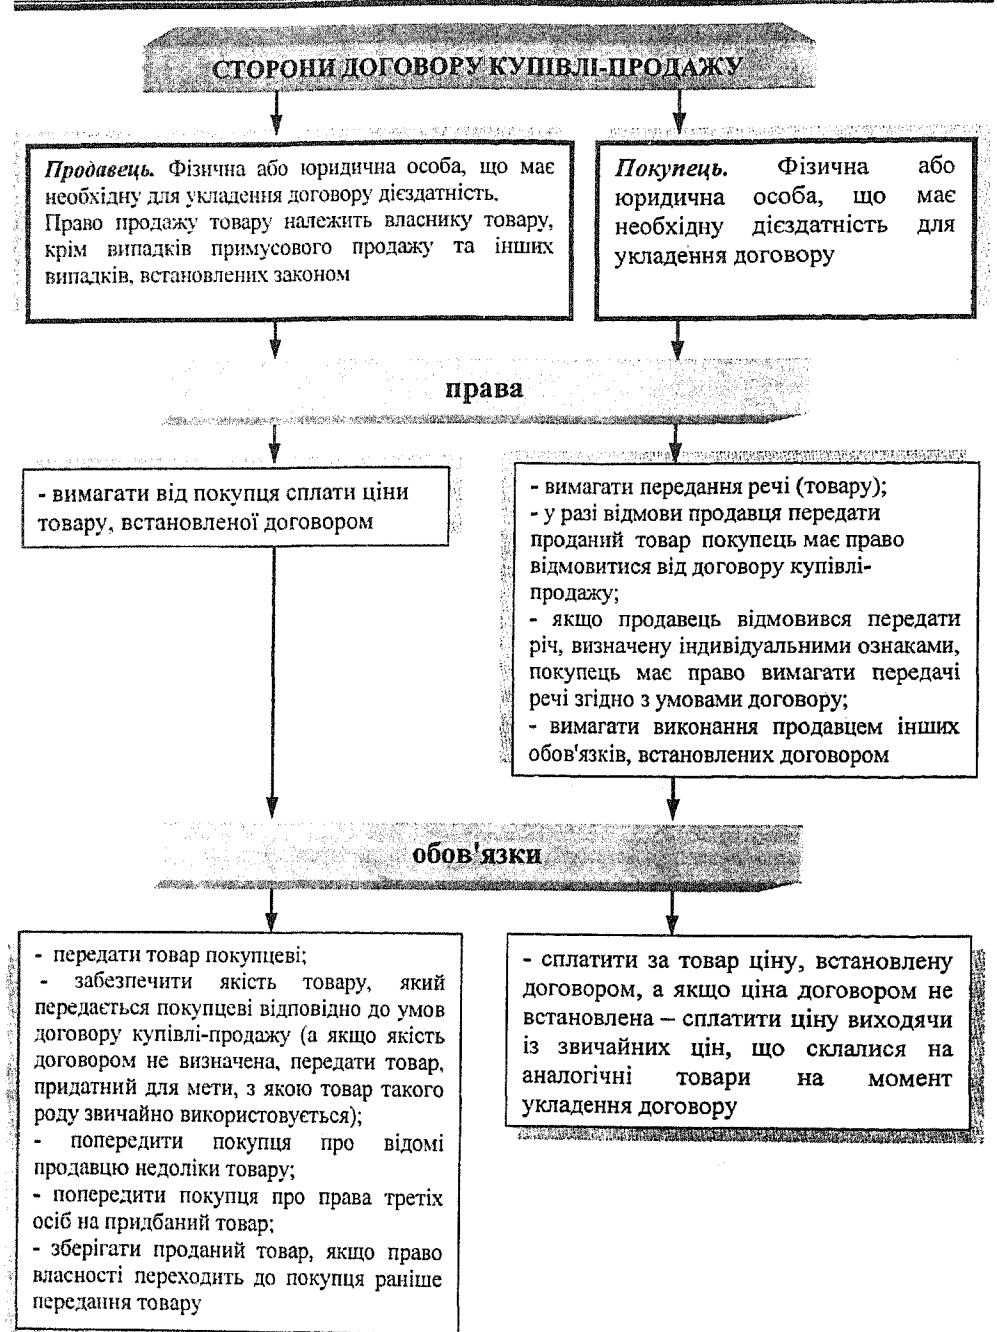 СТОРОНИ ДОГОВОРУ КУПІВЛІ-ПРОДАЖУ
Продавець. Фізична або юридична особа, що має
необхідну для укладення договору дієздатність.
Право продажу товару належить власнику товару,
крім випадків примусового продажу та інших
випадків, встановлених законом
Покупець. Фізична або
юридична особа, що має
необхідну дієздатність для
укладення договору
права
- вимагати від покупця сплати ціни
товару, встановленої договором
- вимагати передання речі (товару);
- у разі відмови продавця передати
проданий товар покупець має право
відмовитися від договору купівлі-
продажу;
- якщо продавець відмовився передати
річ, визначену індивідуальними ознаками,
покупець має право вимагати передачі
речі згідно з умовами договору;
- вимагати виконання продавцем інших
обов'язків, встановлених договором
обов'язки
- передати товар покупцеві;
- забезпечити якість товару, який
передається покупцеві відповідно до умов
договору купівлі-продажу (а якщо якість
договором не визначена, передати товар,
придатний для мети, з якою товар такого
роду звичайно використовується);
- попередити покупця про відомі
продавцю недоліки товару;
- попередити покупця про права третіх
осіб на придбаний товар;
- зберігати проданий товар, якщо право
власності переходить до покупця раніше
передання товару
- сплатити за товар ціну, встановлену
договором, а якщо ціна договором не
встановлена – сплатити ціну виходячи
із звичайних цін, що склалися на
аналогічні товари на момент
укладення договору